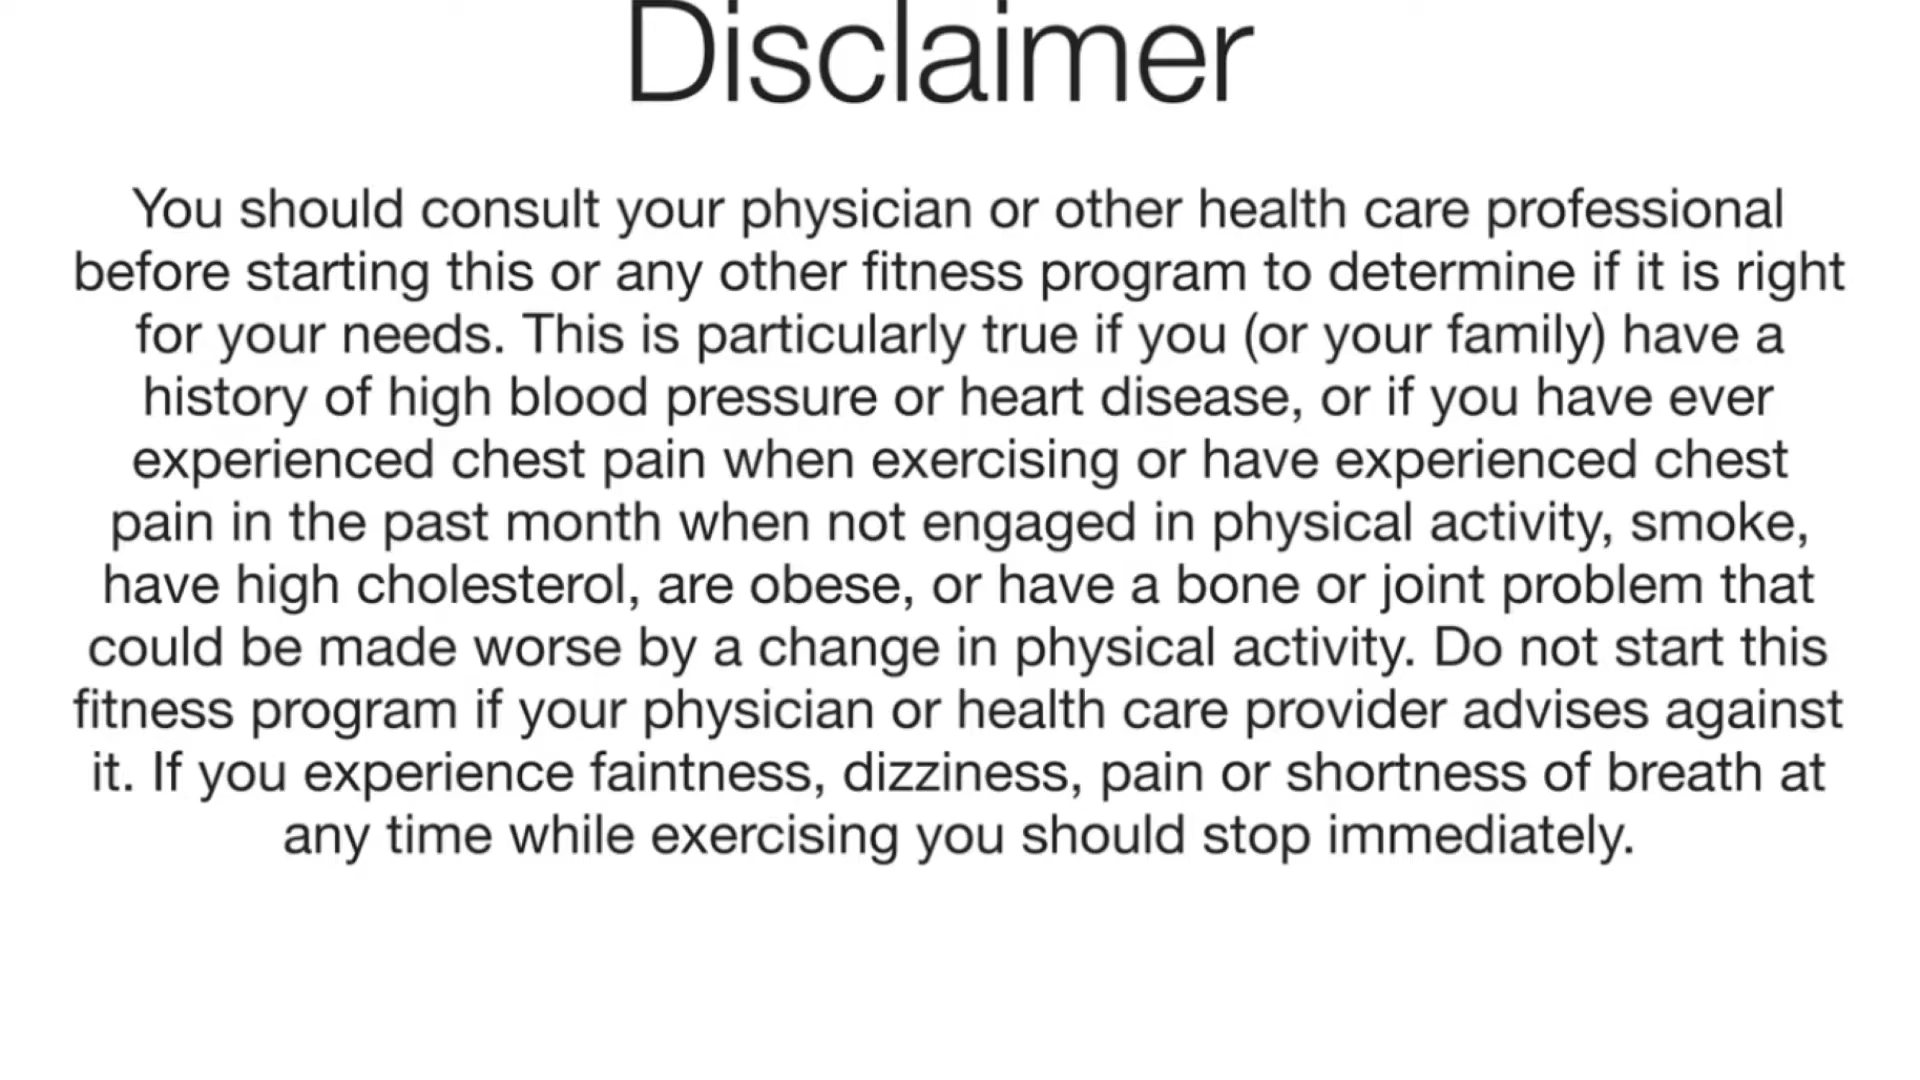 Disclaimer
You should consult your physician or other health care professional
before starting this or any other fitness program to determine if it is right
for your needs. This is particularly true if you (or your family) have a
history of high blood pressure or heart disease, or if you have ever
experienced chest pain when exercising or have experienced chest
pain in the past month when not engaged in physical activity, smoke,
have high cholesterol, are obese, or have a bone or joint problem that
could be made worse by a change in physical activity. Do not start this
fitness program if your physician or health care provider advises against
it. If you experience faintness, dizziness, pain or shortness of breath at
any time while exercising you should stop immediately.